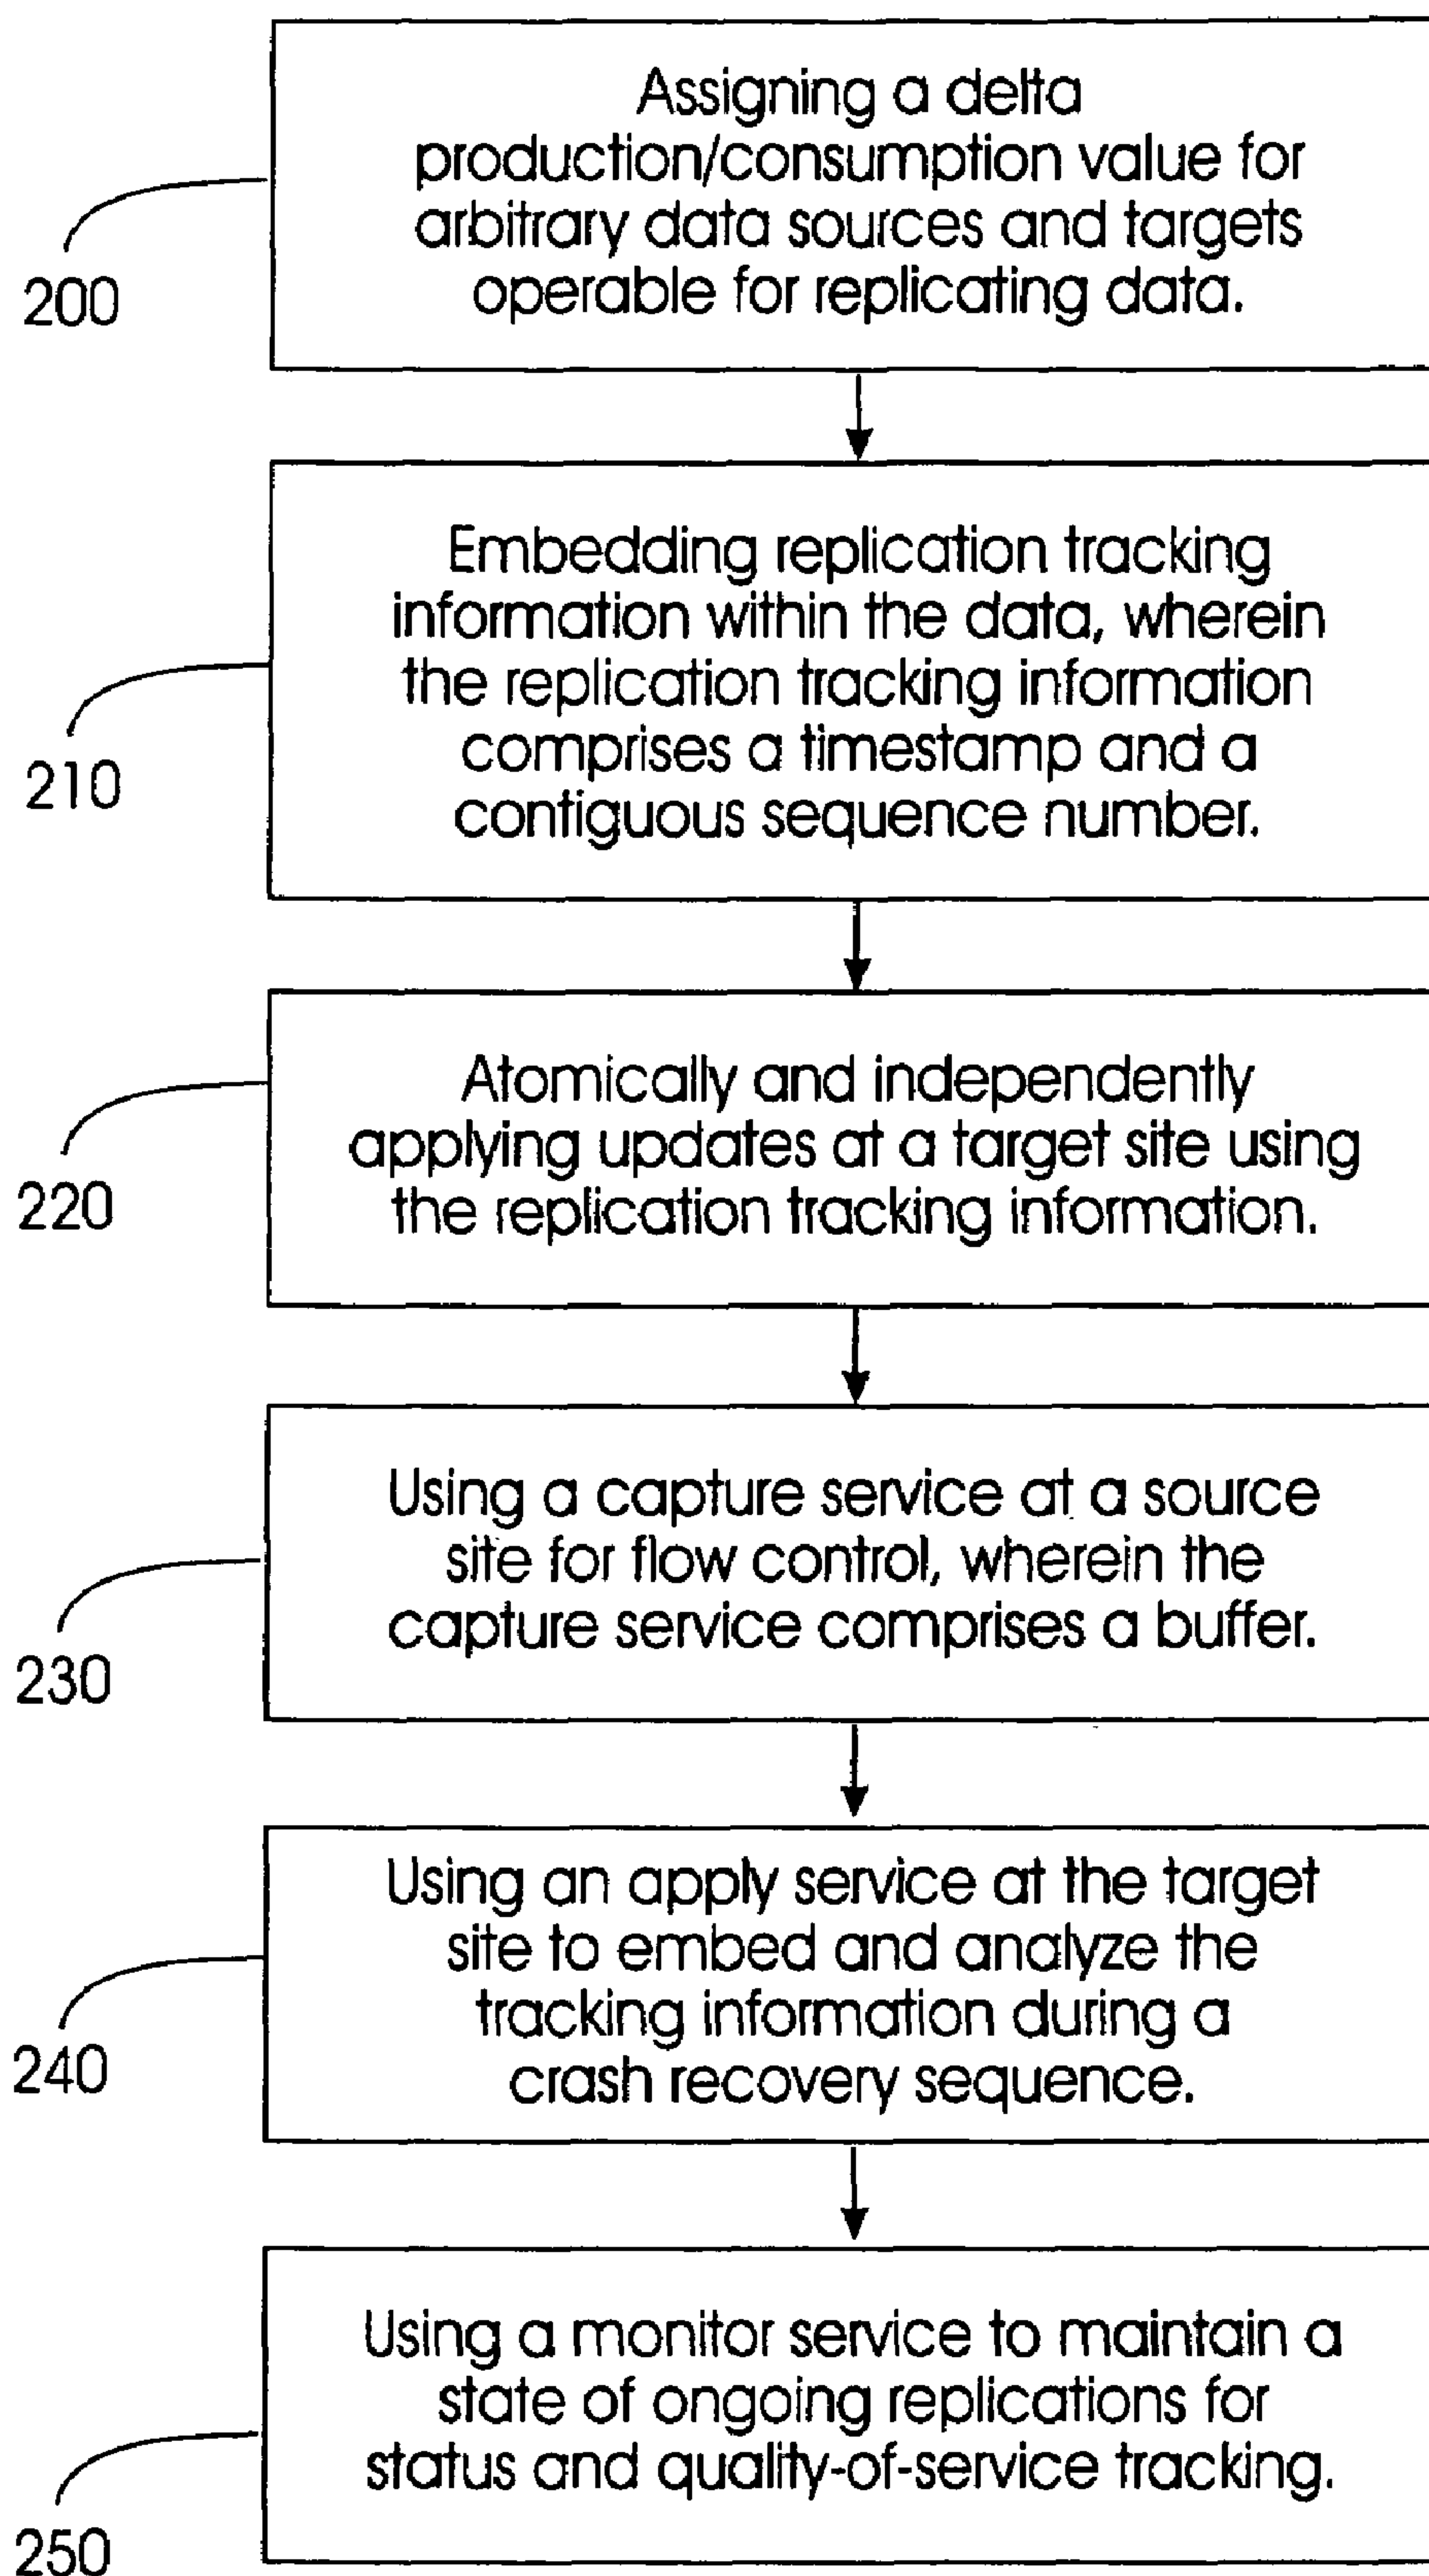 Assigning a delta
production/consumption value for
arbitrary data sources and targets
operable for replicating data.
200
Embedding replication tracking
information within the data, wherein
the replication tracking information
comprises a timestamp and a
contiguous sequence number.
210
Atomically and independently
applying updates at a target site using
the replication tracking information.
220
Using a capture service at a source
site for flow control, wherein the
capture service comprises a buffer.
230
Using an apply service at the target
site to embed and analyze the
tracking information during a
crash recovery sequence.
240
Using a monitor service to maintain a
state of ongoing replications for
status and quality-of-service tracking.
250